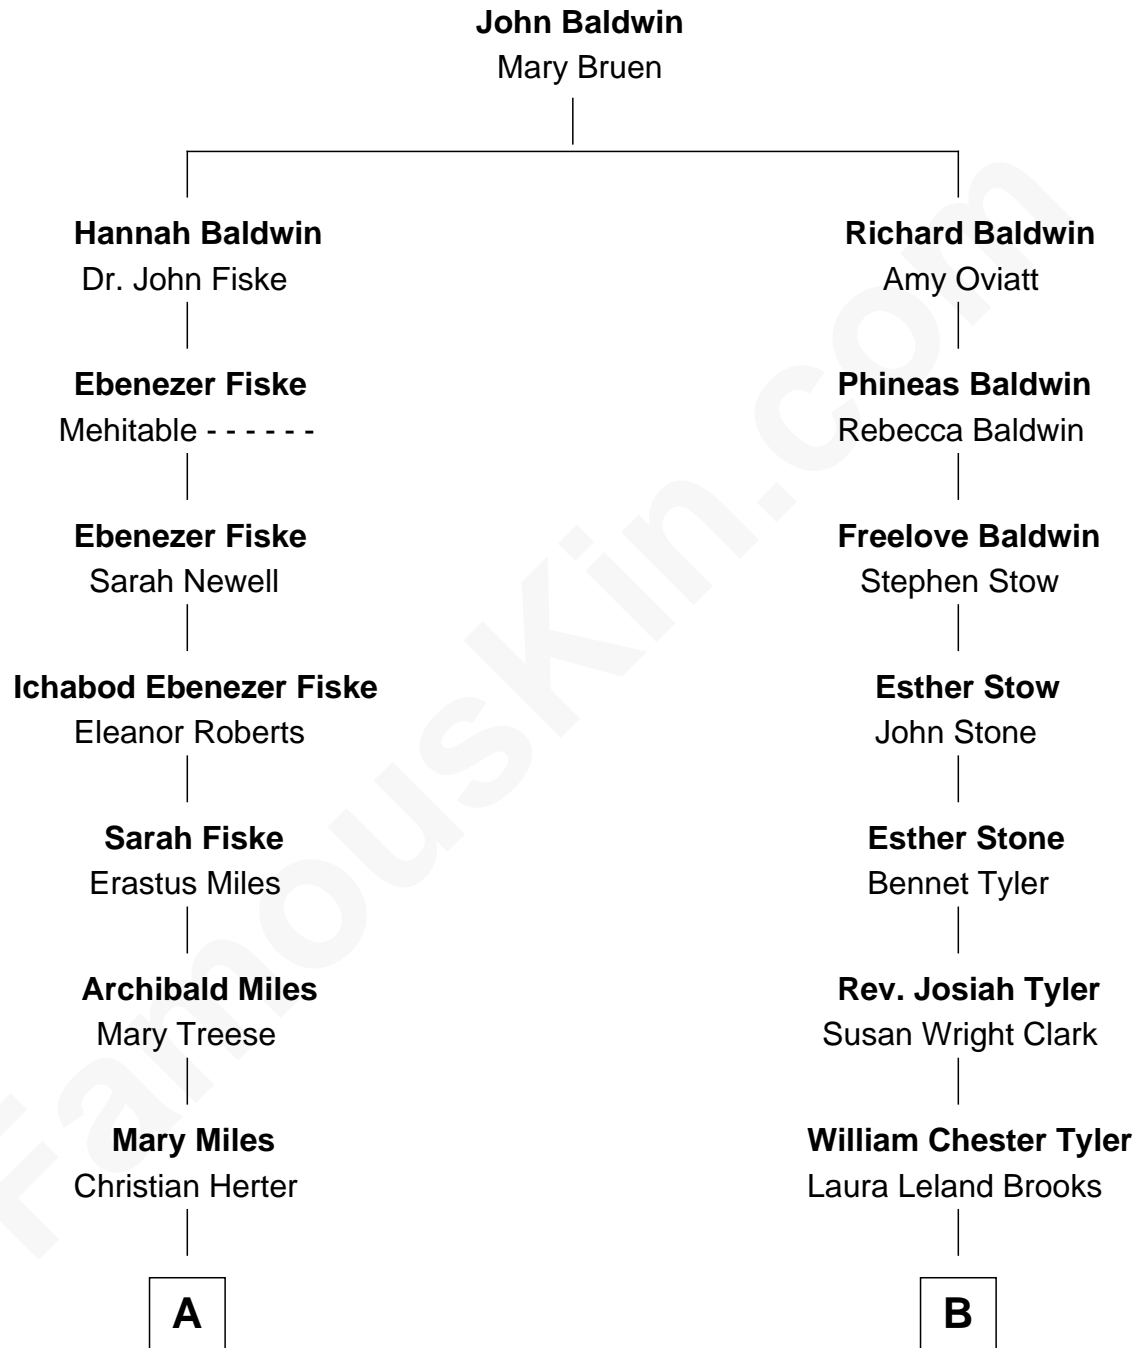 John Baldwin
Mary Bruen
Hannah Baldwin
Dr. John Fiske
Richard Baldwin
Amy Oviatt
Ebenezer Fiske
Mehitable - - - - - -
Phineas Baldwin
Rebecca Baldwin
Ebenezer Fiske
Sarah Newell
Freelove Baldwin
Stephen Stow
Ichabod Ebenezer Fiske
Eleanor Roberts
Esther Stow
John Stone
Sarah Fiske
Erastus Miles
Esther Stone
Bennet Tyler
Archibald Miles
Mary Treese
Rev. Josiah Tyler
Susan Wright Clark
Mary Miles
Christian Herter
William Chester Tyler
Laura Leland Brooks
A
B
FamousKin.com